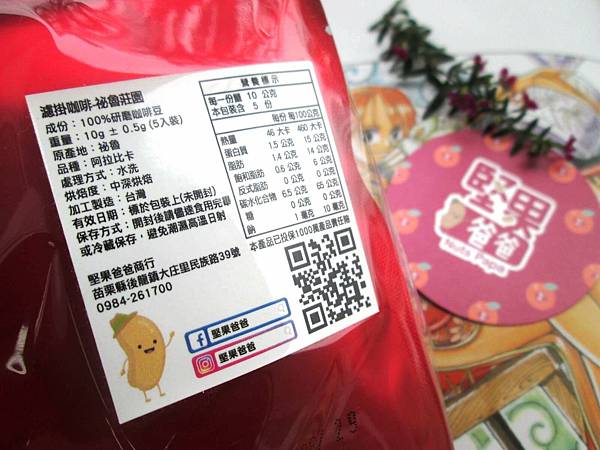 濾掛咖啡-祕魯莊園
成份：100%研磨咖啡豆
重量：10g ± 0.5g (5入裝)
原產地：祕魯
品種：阿拉比卡
處理方式：水洗
烘焙度：中深烘焙
加工製造：台灣
有效日期：標於包裝上(未開封)
保存方式：開封後請儘速食用完畢
或冷藏保存，避免潮濕高溫日射
堅果爸爸商行
苗栗縣後龍鎮大庄里民族路39號
0984-261700
營養標示
每一份量 10 公克
本包裝含 5 份
每份 每100公克
熱量 46 大卡 460 大卡
蛋白質 1.5 公克 15 公克
脂肪 1.4 公克 14 公克
飽和脂肪 0.6 公克 6 公克
反式脂肪 0 公克 0 公克
碳水化合物 6.5 公克 65 公克
糖 0 公克 0 公克
鈉 1 毫克 10 毫克
本產品已投保1000萬產品責任險
堅果爸爸
堅果爸爸
堅果
爸爸
Nuts Papa